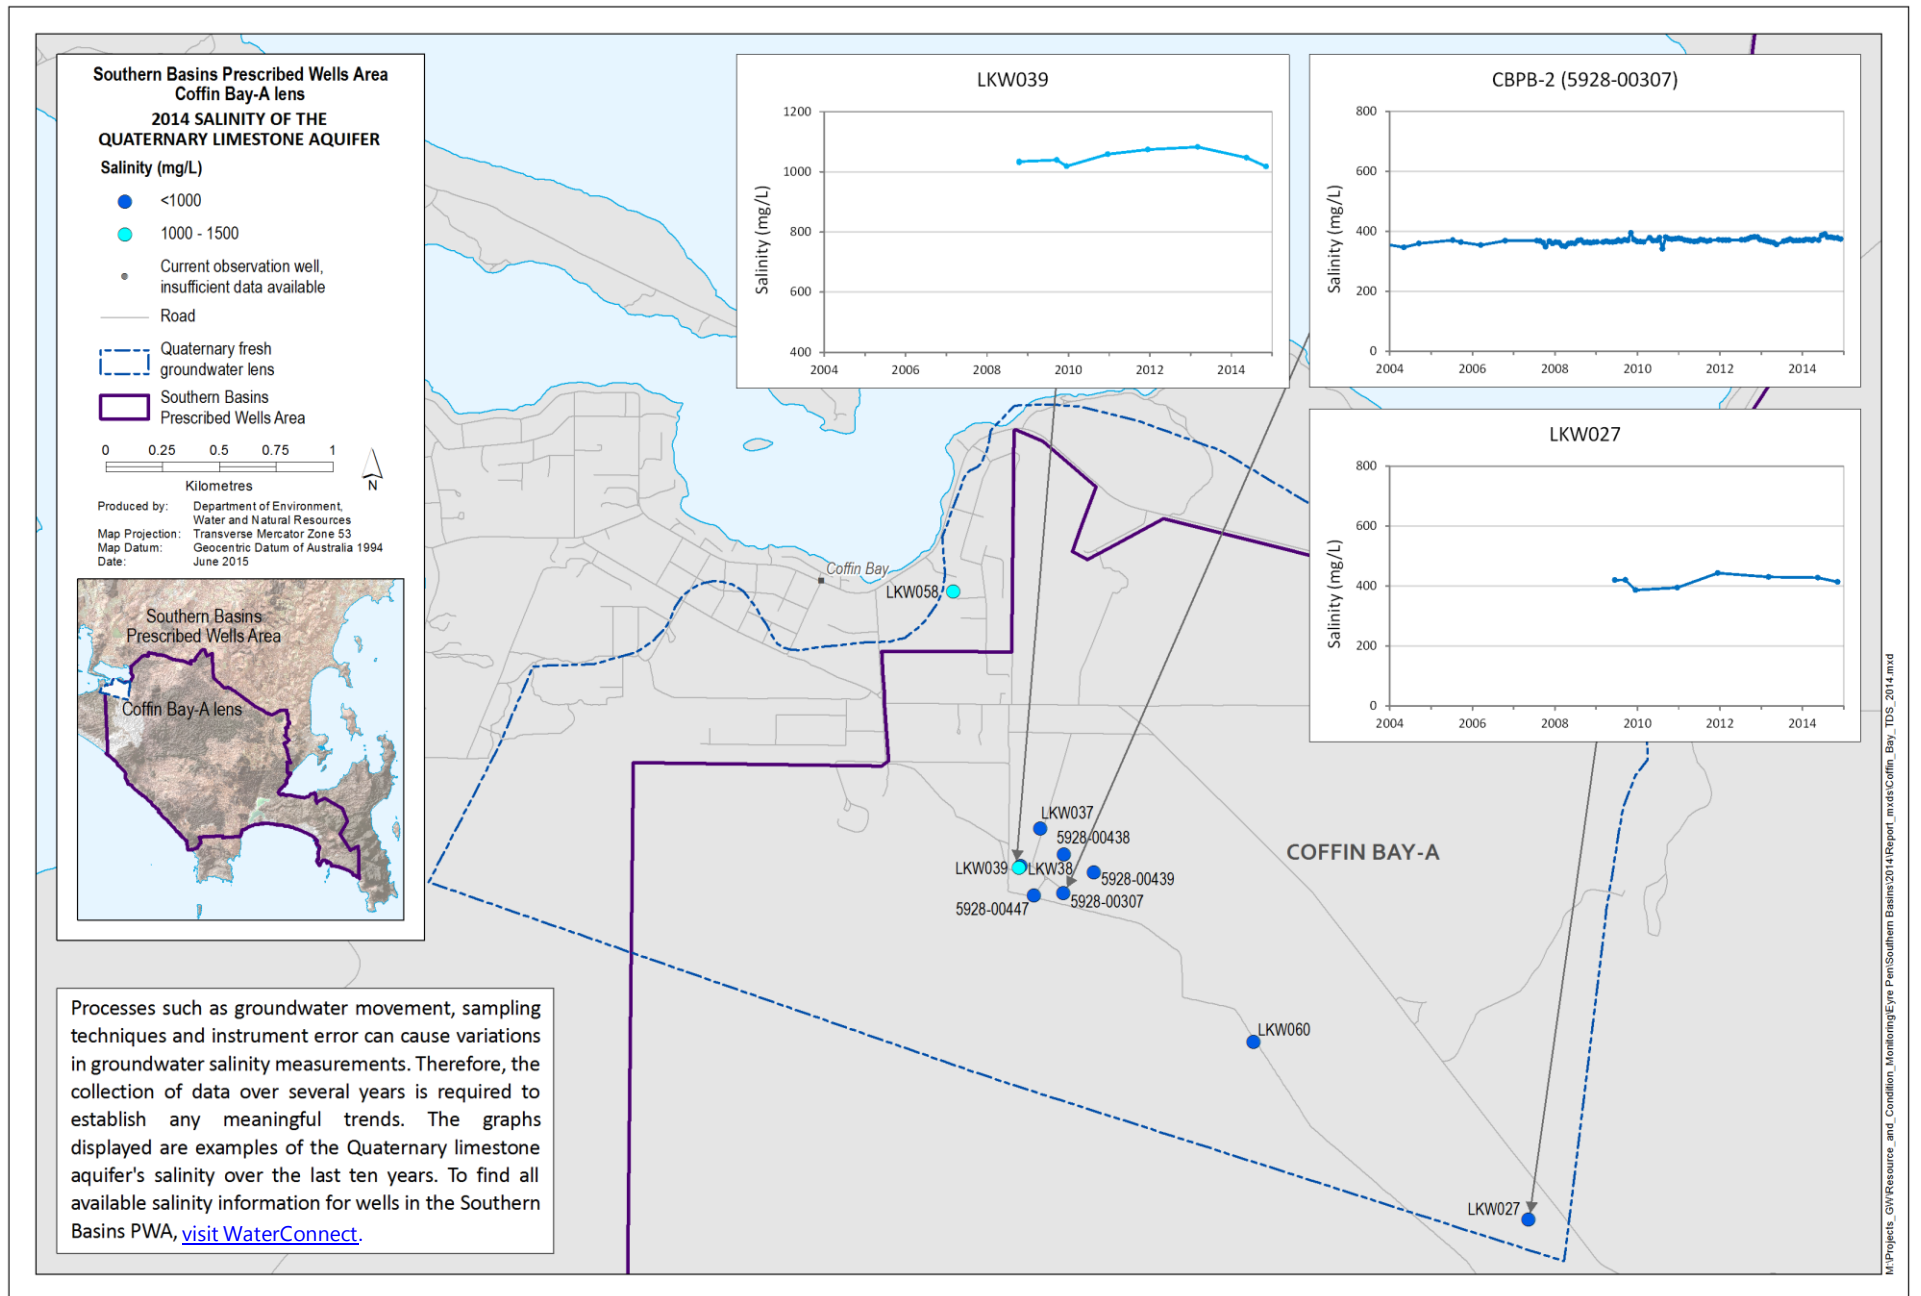 Southern Basins Prescribed Wells Area
Coffin Bay-A lens
2014 SALINITY OF THE
QUATERNARY LIMESTONE AQUIFER
Salinity (mg/L)
<1000
1000 - 1500
Current observation well,
insufficient data available
Road
Quaternary fresh
groundwater lens
Southern Basins
Prescribed Wells Area
0 0.25 0.5 0.75 1
Kilometres
N
Produced by: Department of Environment,
Water and Natural Resources
Map Projection: Transverse Mercator Zone 53
Map Datum: Geocentric Datum of Australia 1994
Date: June 2015
Southern Basins
Prescribed Wells Area
Coffin Bay-A lens
LKW039
Salinity (mg/L)
1200
1000
800
600
400
2004 2006 2008 2010 2012 2014
CBPB-2 (5928-00307)
Salinity (mg/L)
800
600
400
200
0
2004 2006 2008 2010 2012 2014
LKW027
Salinity (mg/L)
800
600
400
200
0
2004 2006 2008 2010 2012 2014
Coffin Bay
LKW058
LKW037
5928-00438
LKW039
LKW38
5928-00439
5928-00447
5928-00307
COFFIN BAY-A
LKW060
LKW027
Processes such as groundwater movement, sampling
techniques and instrument error can cause variations
in groundwater salinity measurements. Therefore, the
collection of data over several years is required to
establish any meaningful trends. The graphs
displayed are examples of the Quaternary limestone
aquifer's salinity over the last ten years. To find all
available salinity information for wells in the Southern
Basins PWA, visit WaterConnect.
M:\Projects_GW\Resource_and_Condition_Monitoring\Eyre Pen\Southern Basins\2014\Report_mxds\Coffin_Bay_TDS_2014.mxd